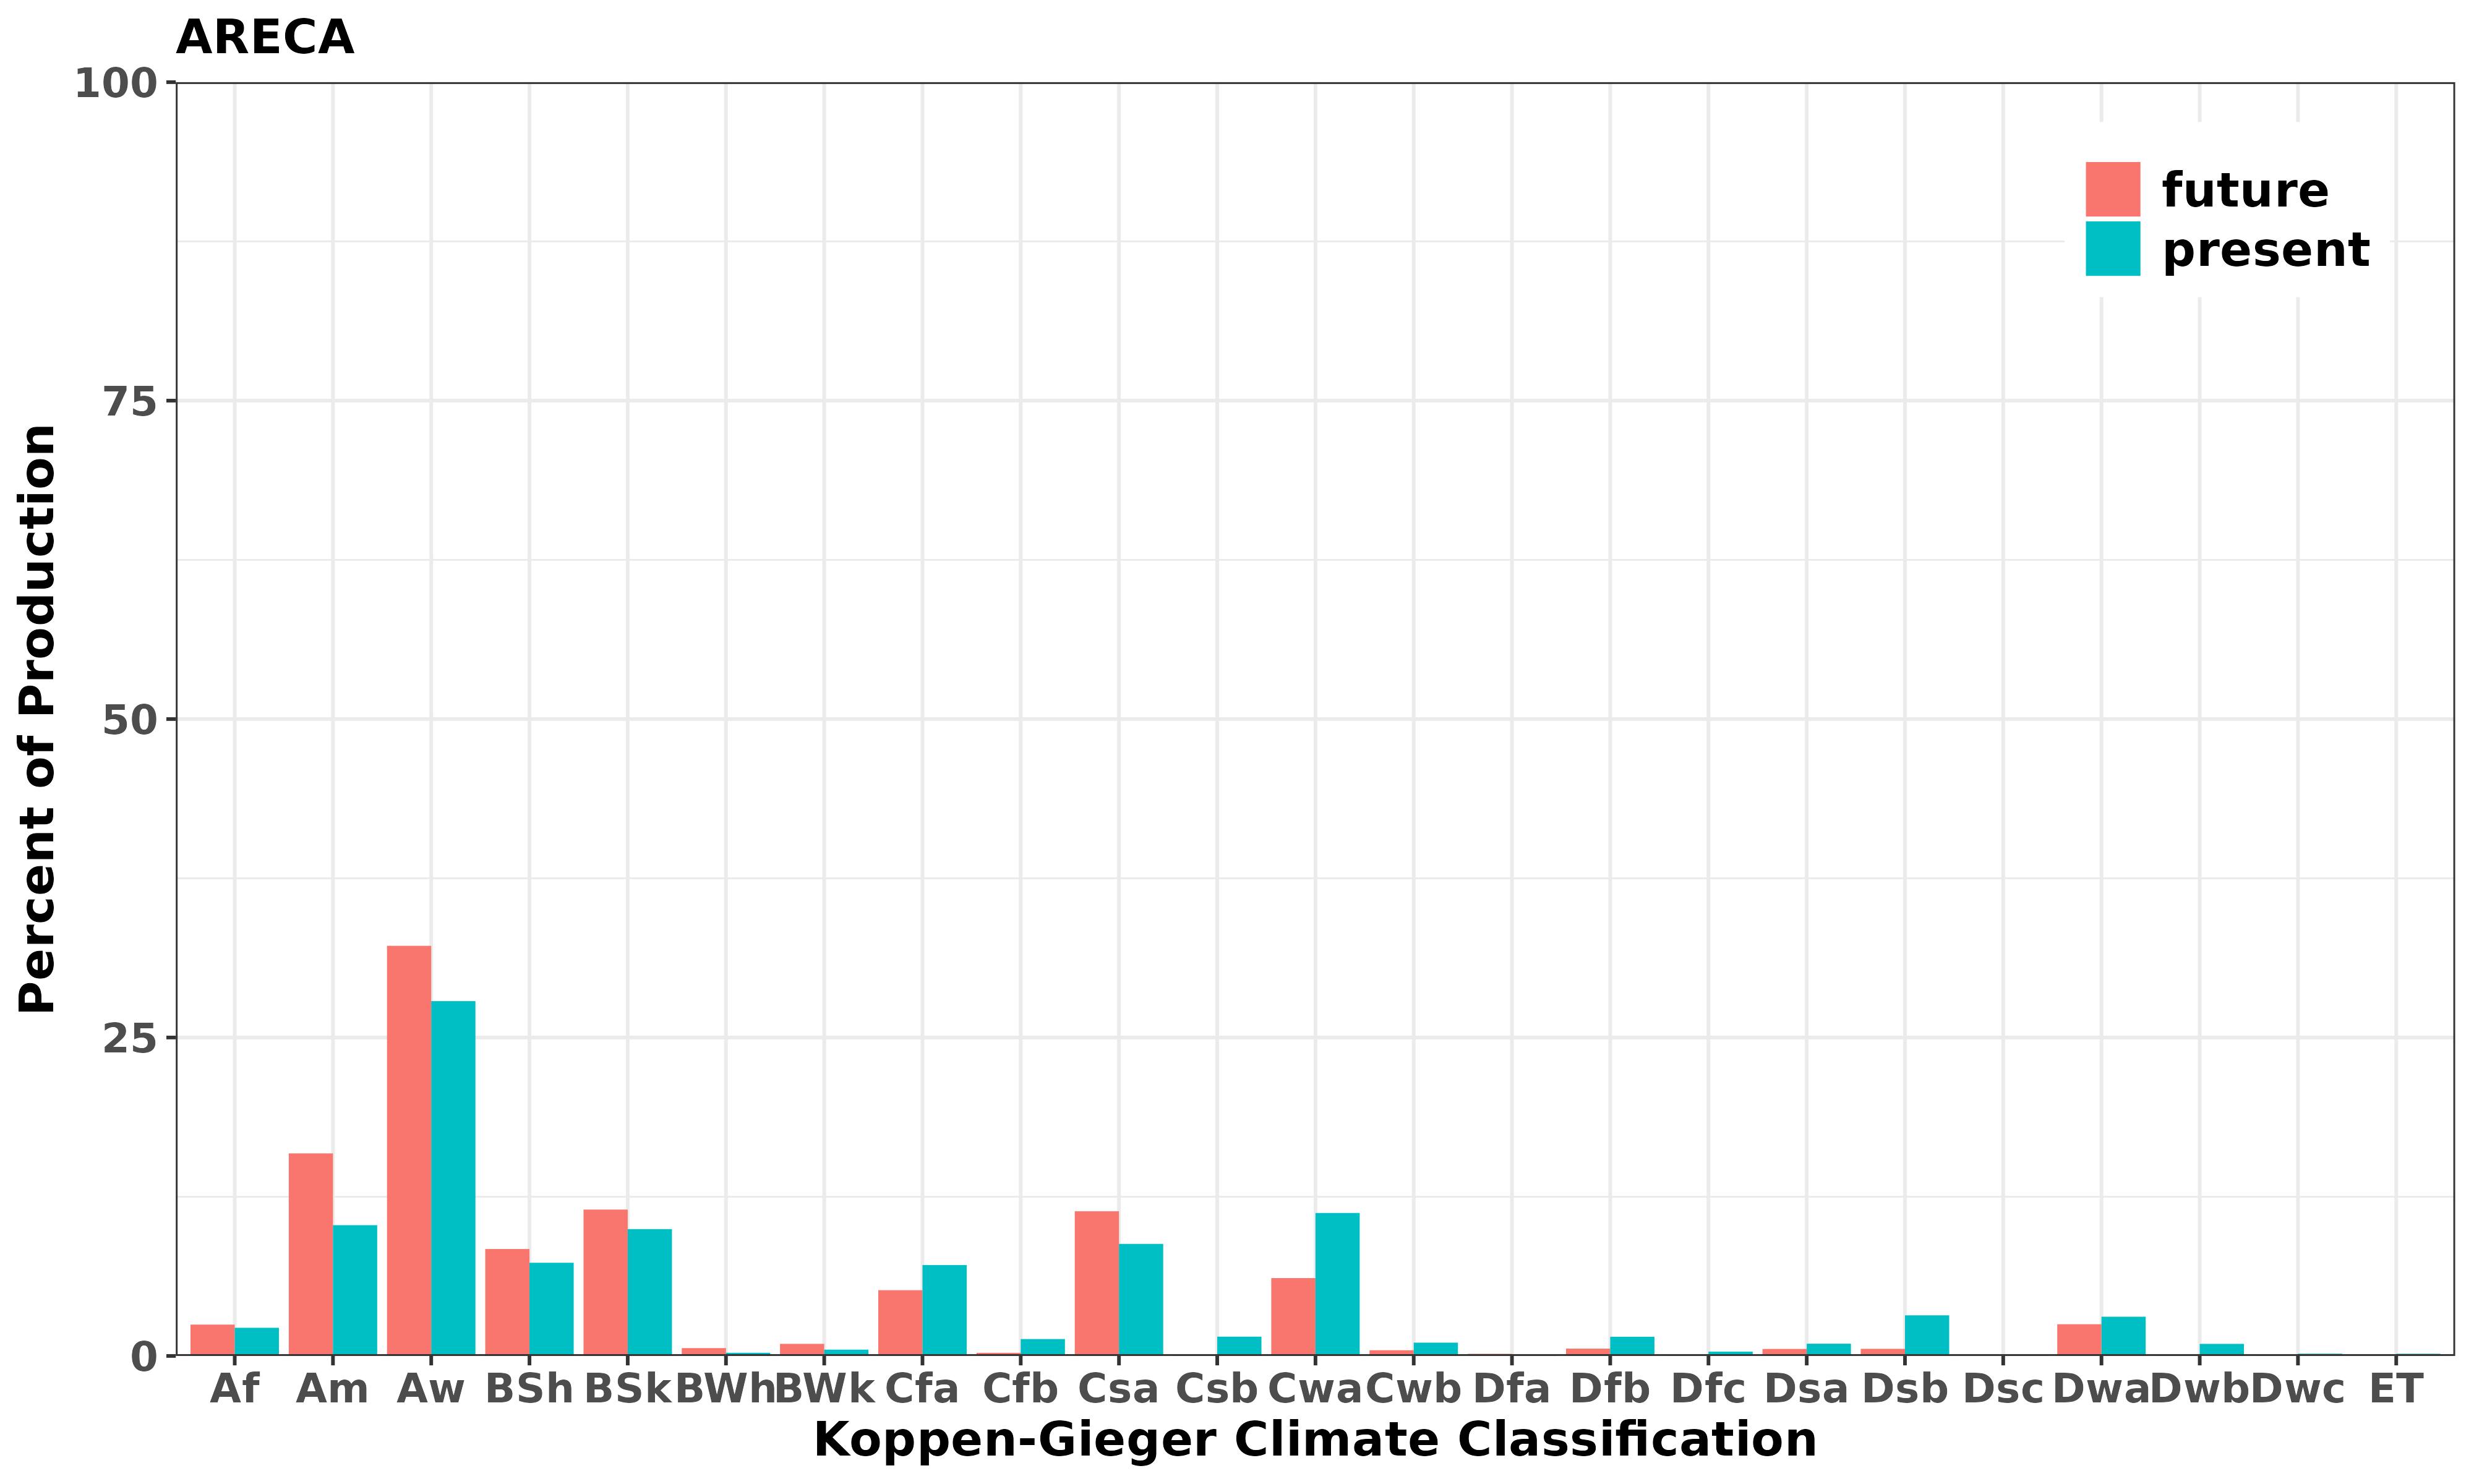 ARECA
100
75
50
25
0
Percent of Production
future
present
Af Am Aw BSh BSk BWh BWk Cfa Cfb Csa Csb Cwa Cwb Dfa Dfb Dfc Dsa Dsb Dsc Dwa Dwb Dwc ET
Koppen-Gieger Climate Classification